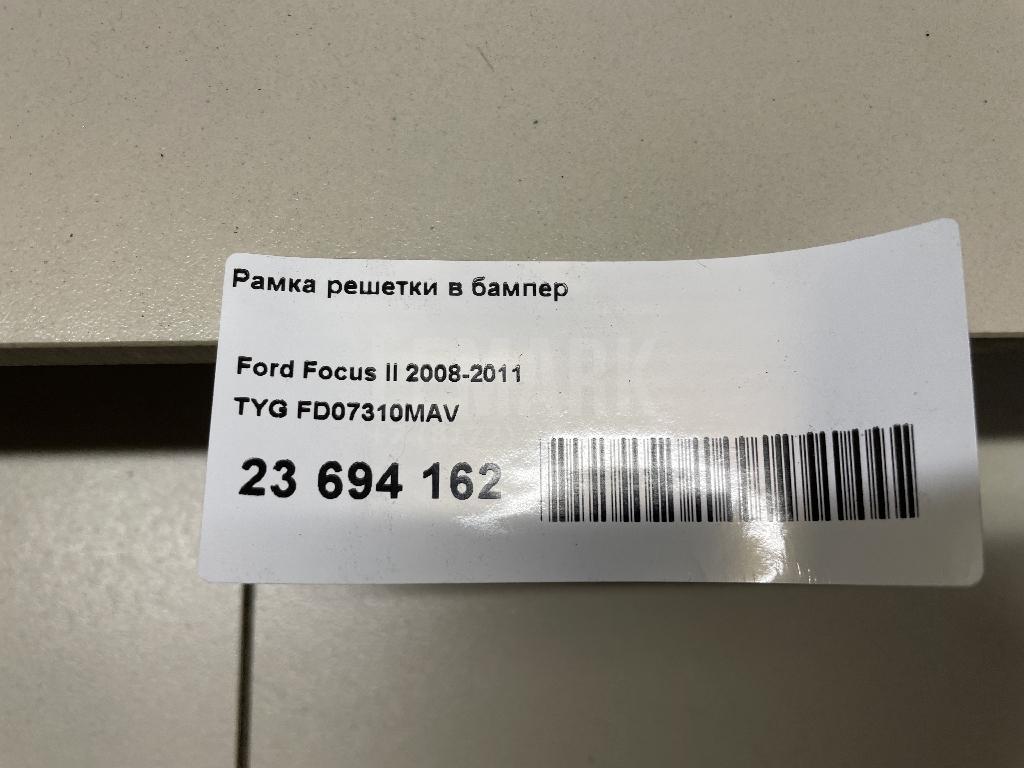 Рамка решетки в бампер
Ford Focus II 2008-2011
TYG FD07310MAV
23 694 162